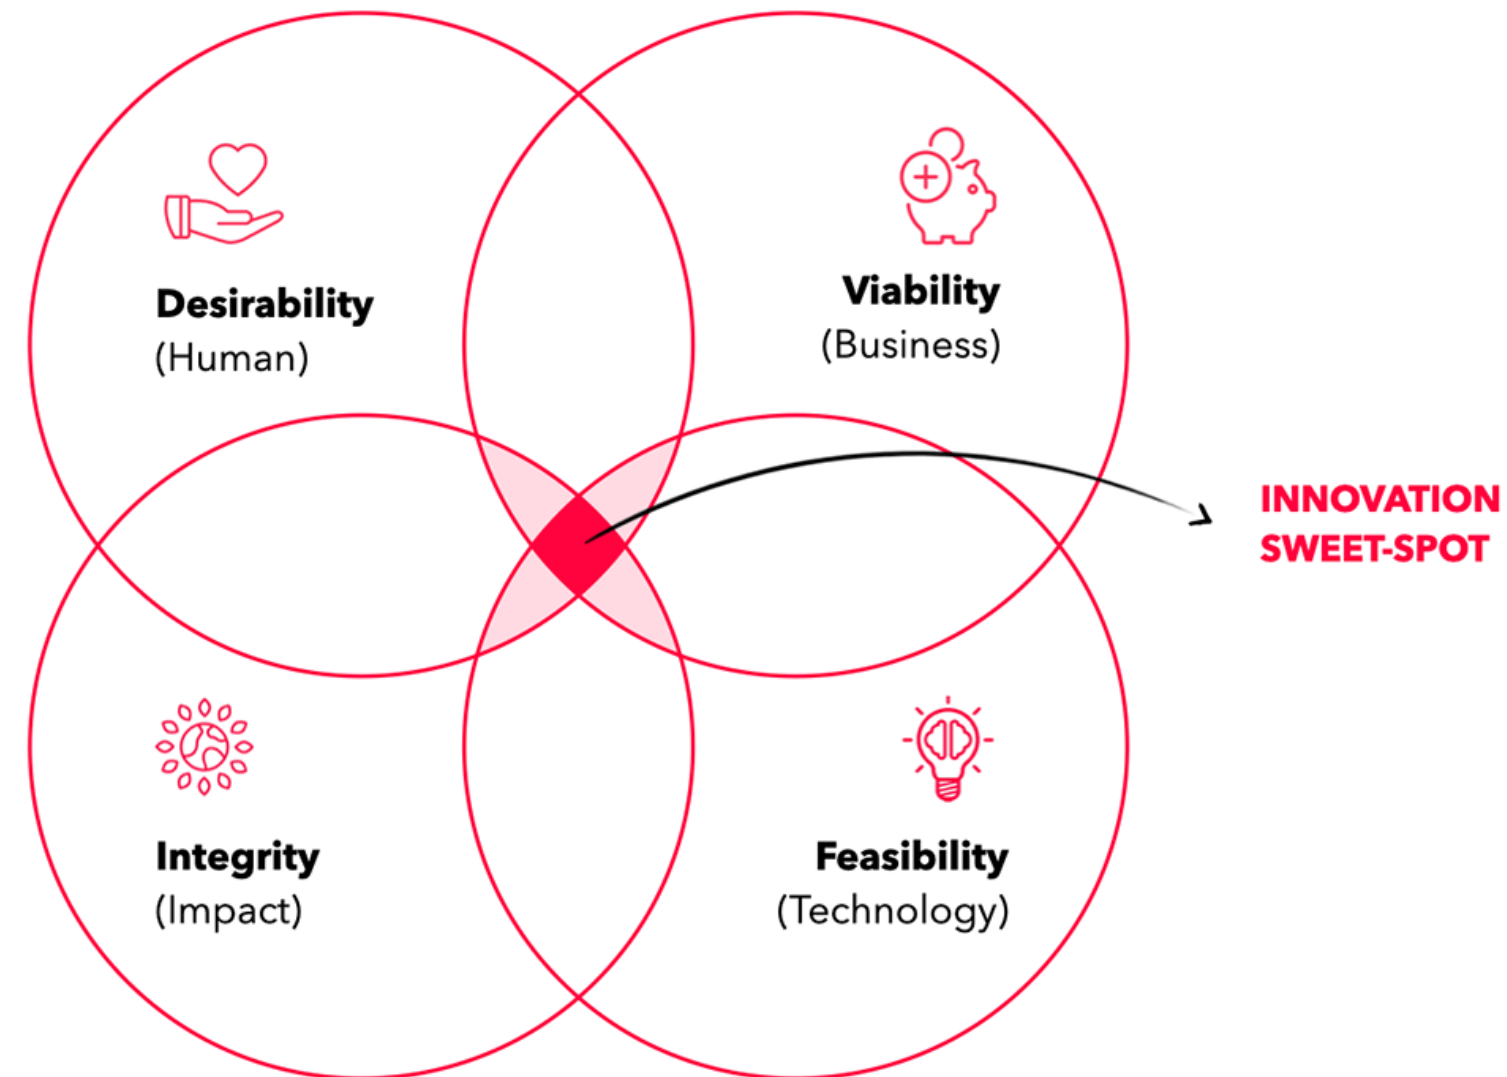 Desirability
(Human)
Viability
(Business)
INNOVATION
SWEET-SPOT
Integrity
(Impact)
Feasibility
(Technology)